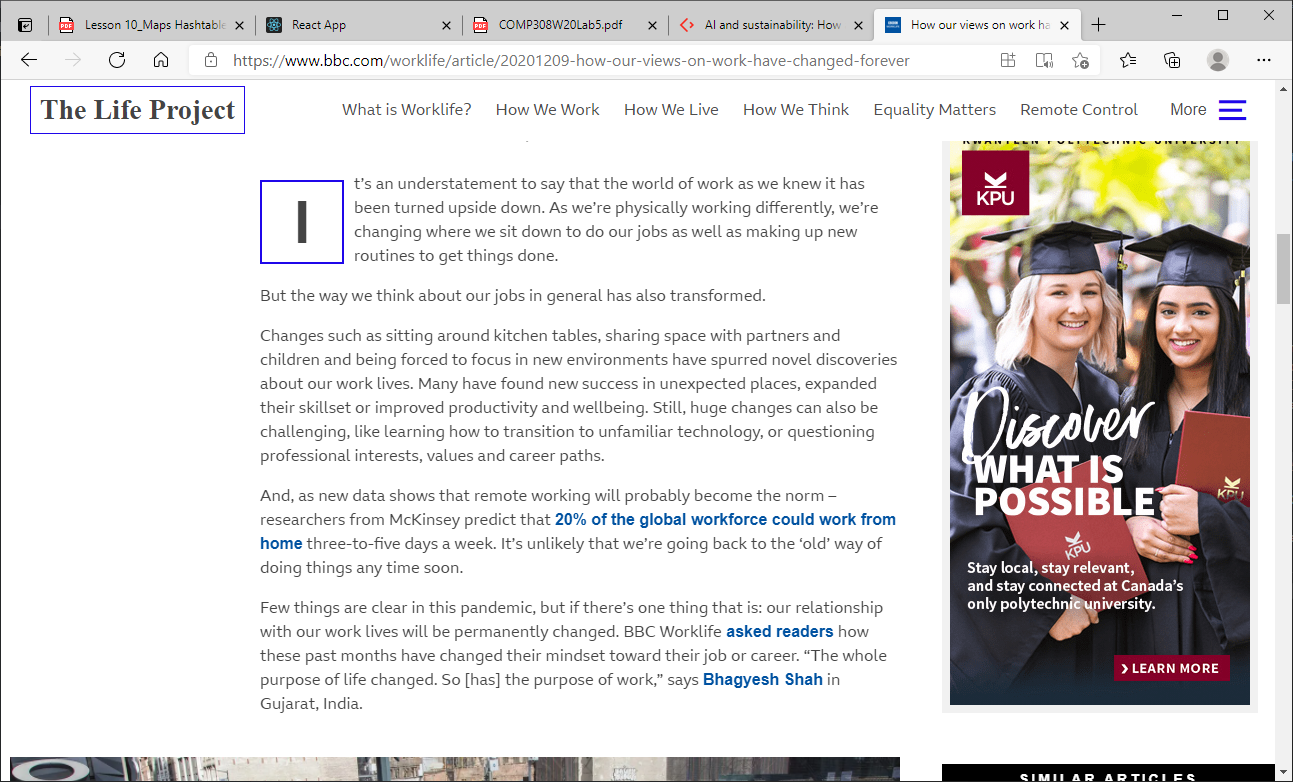 Lesson 10_Maps Hashtable
React App
COMP308W20Lab5.pdf
AI and sustainability: How
How our views on work ha
https://www.bbc.com/worklife/article/20201209-how-our-views-on-work-have-changed-forever
The Life Project
What is Worklife?
How We Work
How We Live
How We Think
Equality Matters
Remote Control
More
It's an understatement to say that the world of work as we knew it has
been turned upside down. As we're physically working differently, we're
changing where we sit down to do our jobs as well as making up new
routines to get things done.
But the way we think about our jobs in general has also transformed.
Changes such as sitting around kitchen tables, sharing space with partners and
children and being forced to focus in new environments have spurred novel discoveries
about our work lives. Many have found new success in unexpected places, expanded
their skillset or improved productivity and wellbeing. Still, huge changes can also be
challenging, like learning how to transition to unfamiliar technology, or questioning
professional interests, values and career paths.
And, as new data shows that remote working will probably become the norm –
researchers from McKinsey predict that 20% of the global workforce could work from
home three-to-five days a week. It's unlikely that we're going back to the ‘old’ way of
doing things any time soon.
Few things are clear in this pandemic, but if there's one thing that is: our relationship
with our work lives will be permanently changed. BBC Worklife asked readers how
these past months have changed their mindset toward their job or career. “The whole
purpose of life changed. So [has] the purpose of work,” says Bhagyesh Shah in
Gujarat, India.
KWANTLEN POLYTECHNIC UNIVERSITY
KPU
Discover
WHAT IS
POSSIBLE
KPU
KPU
Stay local, stay relevant,
and stay connected at Canada's
only polytechnic university.
LEARN MORE
SIMILAR ARTICLES